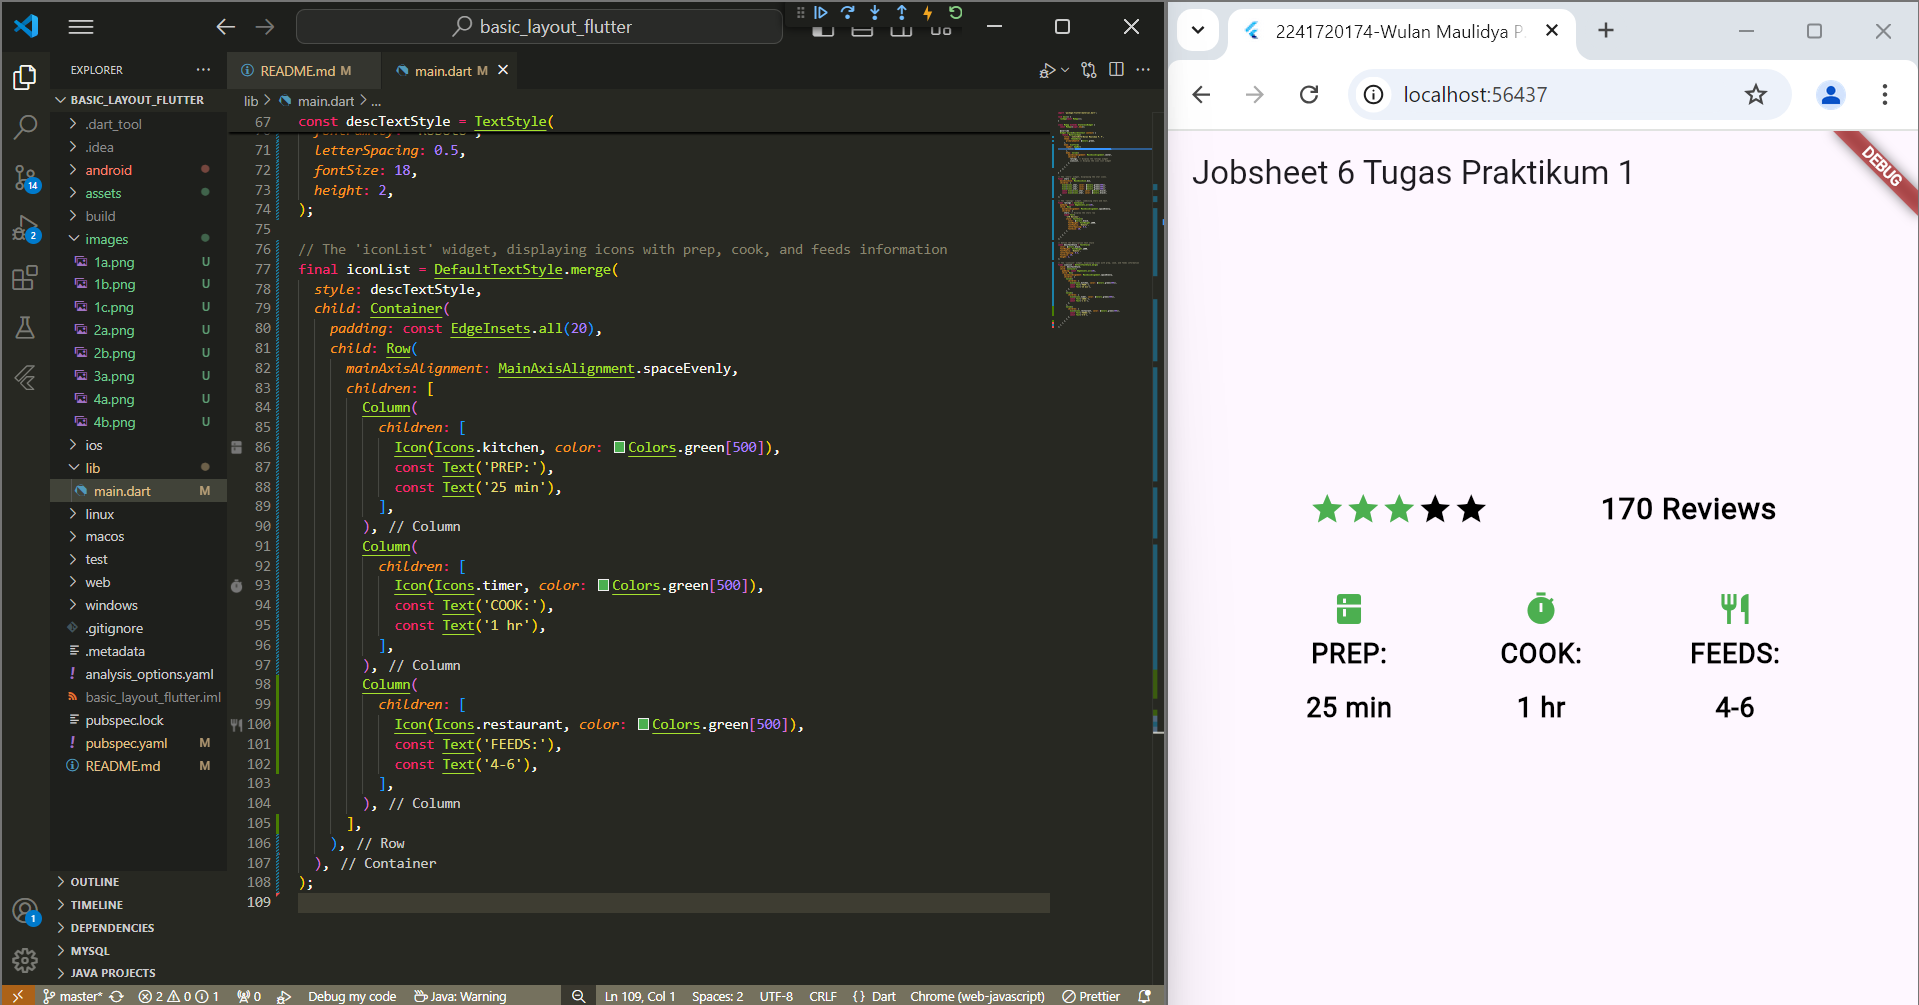 basic_layout_flutter
EXPLORER
README.md M
main.dart M
BASIC_LAYOUT_FLUTTER
.dart_tool
.idea
android
assets
build
images
1a.png U
1b.png U
1c.png U
2a.png U
2b.png U
3a.png U
4a.png U
4b.png U
ios
lib
main.dart M
linux
macos
test
web
windows
.gitignore
.metadata
analysis_options.yaml
basic_layout_flutter.iml
pubspec.lock
pubspec.yaml M
README.md M
OUTLINE
TIMELINE
DEPENDENCIES
MYSQL
JAVA PROJECTS
14
2
1
lib > main.dart > ...
67 const descTextStyle = TextStyle(
71 letterSpacing: 0.5,
72 fontSize: 18,
73 height: 2,
74 );
75
76 // The 'iconList' widget, displaying icons with prep, cook, and feeds information
77 final iconList = DefaultTextStyle.merge(
78 style: descTextStyle,
79 child: Container(
80 padding: const EdgeInsets.all(20),
81 child: Row(
82 mainAxisAlignment: MainAxisAlignment.spaceEvenly,
83 children: [
84 Column(
85 children: [
86 Icon(Icons.kitchen, color: Colors.green[500]),
87 const Text('PREP:'),
88 const Text('25 min'),
89 ],
90 ), // Column
91 Column(
92 children: [
93 Icon(Icons.timer, color: Colors.green[500]),
94 const Text('COOK:'),
95 const Text('1 hr'),
96 ],
97 ), // Column
98 Column(
99 children: [
100 Icon(Icons.restaurant, color: Colors.green[500]),
101 const Text('FEEDS:'),
102 const Text('4-6'),
103 ],
104 ), // Column
105 ],
106 ), // Row
107 ), // Container
108 );
109
master* 2 0 1 0 Debug my code Java: Warning Ln 109, Col 1 Spaces: 2 UTF-8 CRLF {} Dart Chrome (web-javascript) Prettier
2241720174-Wulan Maulidya P
localhost:56437
Jobsheet 6 Tugas Praktikum 1
DEBUG
170 Reviews
PREP: COOK: FEEDS:
25 min 1 hr 4-6